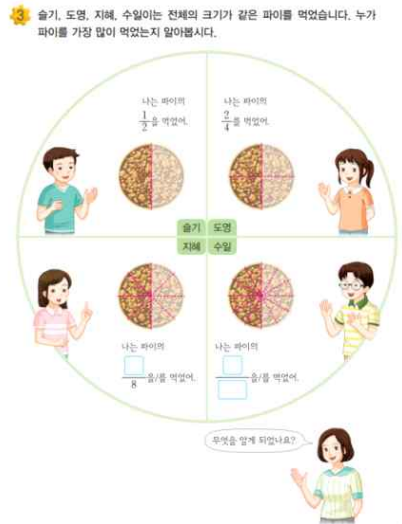 3 슬기, 도영, 지혜, 수일이는 전체의 크기가 같은 파이를 먹었습니다. 누가
파이를 가장 많이 먹었는지 알아봅시다.
나는 파이의
1/2을 먹었어.
나는 파이의
2/4를 먹었어.
슬기 도영
지혜 수일
나는 파이의
□/8을/를 먹었어.
나는 파이의
□/□을/를 먹었어.
무엇을 알게 되었나요?